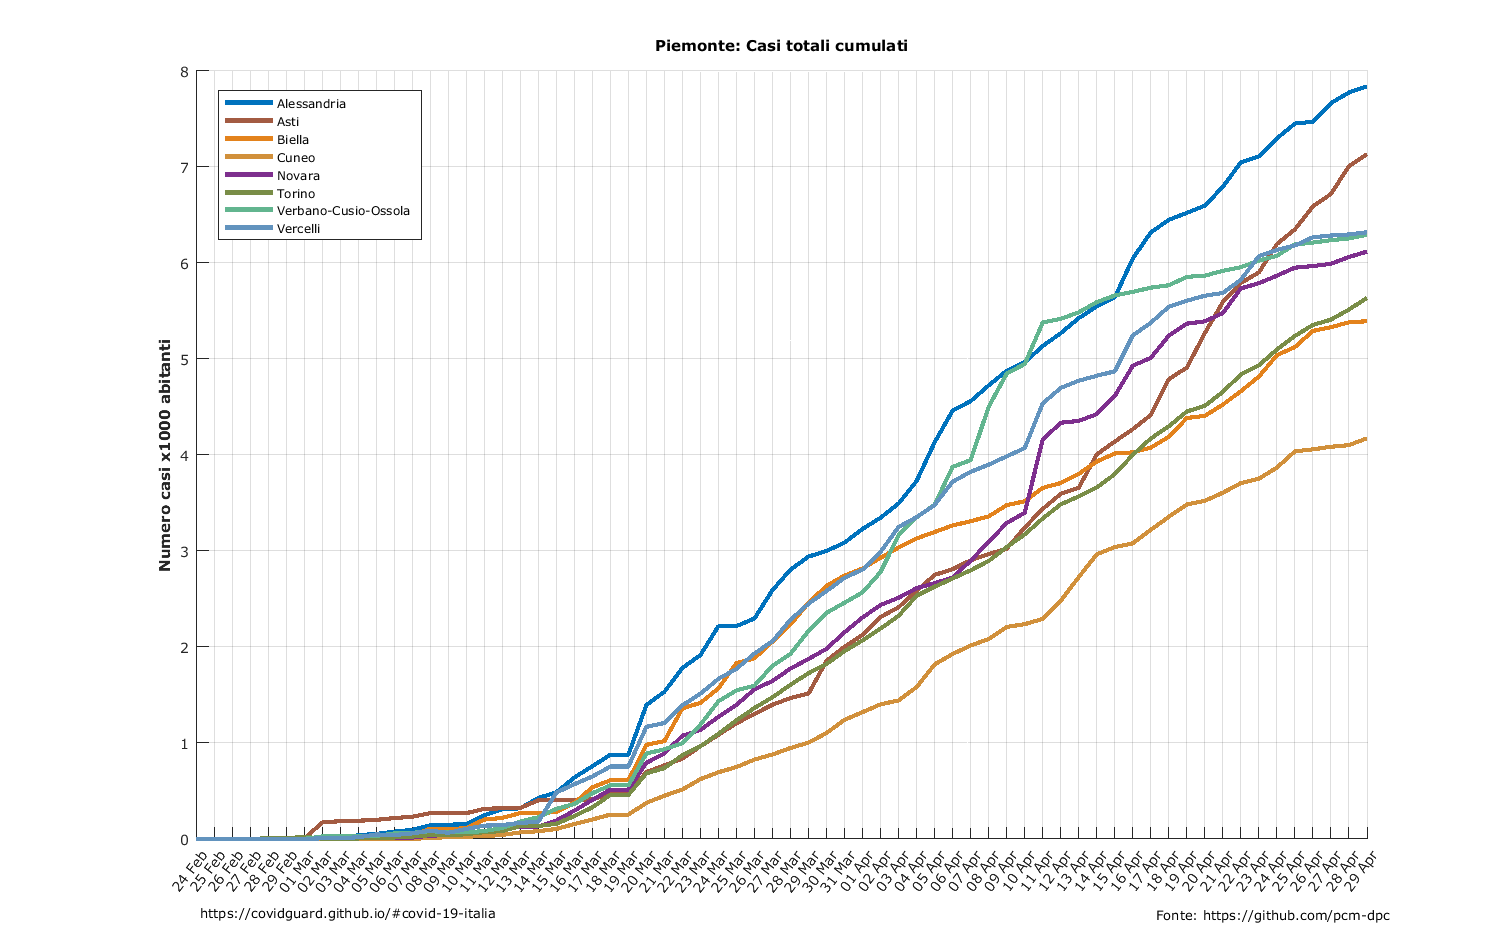 Piemonte: Casi totali cumulati
8
7
6
5
4
3
2
1
0
Numero casi x1000 abitanti
Alessandria
Asti
Biella
Cuneo
Novara
Torino
Verbano-Cusio-Ossola
Vercelli
24 Feb
25 Feb
26 Feb
27 Feb
28 Feb
29 Feb
01 Mar
02 Mar
03 Mar
04 Mar
05 Mar
06 Mar
07 Mar
08 Mar
09 Mar
10 Mar
11 Mar
12 Mar
13 Mar
14 Mar
15 Mar
16 Mar
17 Mar
18 Mar
19 Mar
20 Mar
21 Mar
22 Mar
23 Mar
24 Mar
25 Mar
26 Mar
27 Mar
28 Mar
29 Mar
30 Mar
31 Mar
01 Apr
02 Apr
03 Apr
04 Apr
05 Apr
06 Apr
07 Apr
08 Apr
09 Apr
10 Apr
11 Apr
12 Apr
13 Apr
14 Apr
15 Apr
16 Apr
17 Apr
18 Apr
19 Apr
20 Apr
21 Apr
22 Apr
23 Apr
24 Apr
25 Apr
26 Apr
27 Apr
28 Apr
29 Apr
https://covidguard.github.io/#covid-19-italia
Fonte: https://github.com/pcm-dpc